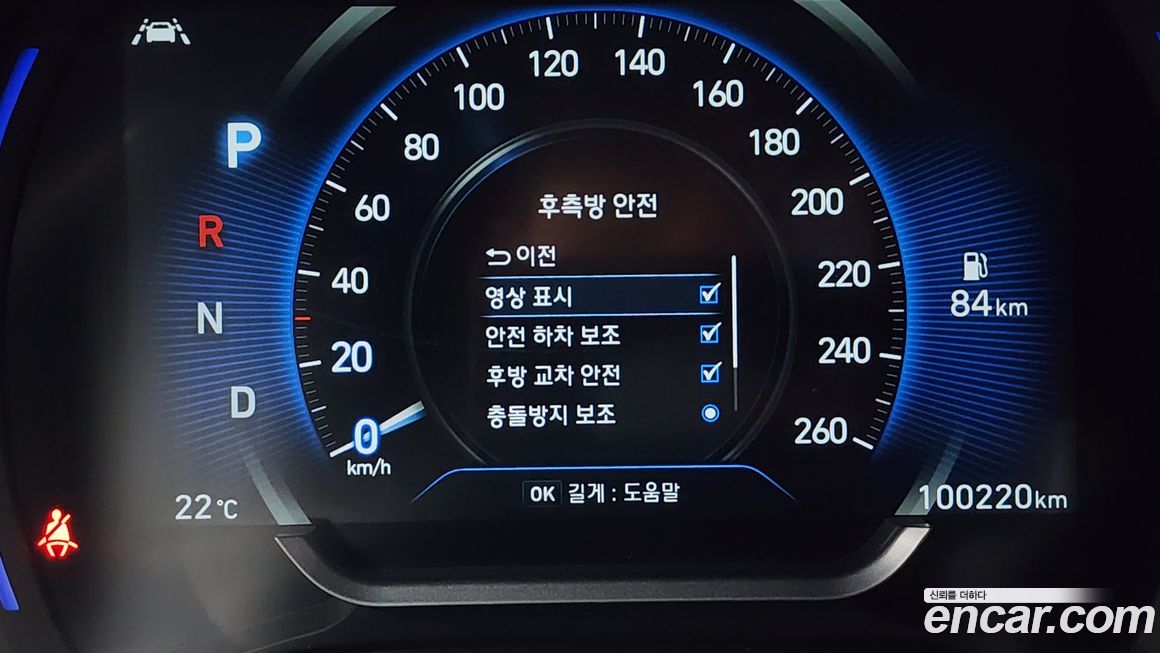 120 140
100 160
80 180
60 200
40 220
20 240
0 260
km/h
P
R
N
D
후측방 안전
이전
영상 표시
안전 하차 보조
후방 교차 안전
충돌방지 보조
OK 길게 : 도움말
84km
22°C
100220km
신뢰를 더하다
encar.com